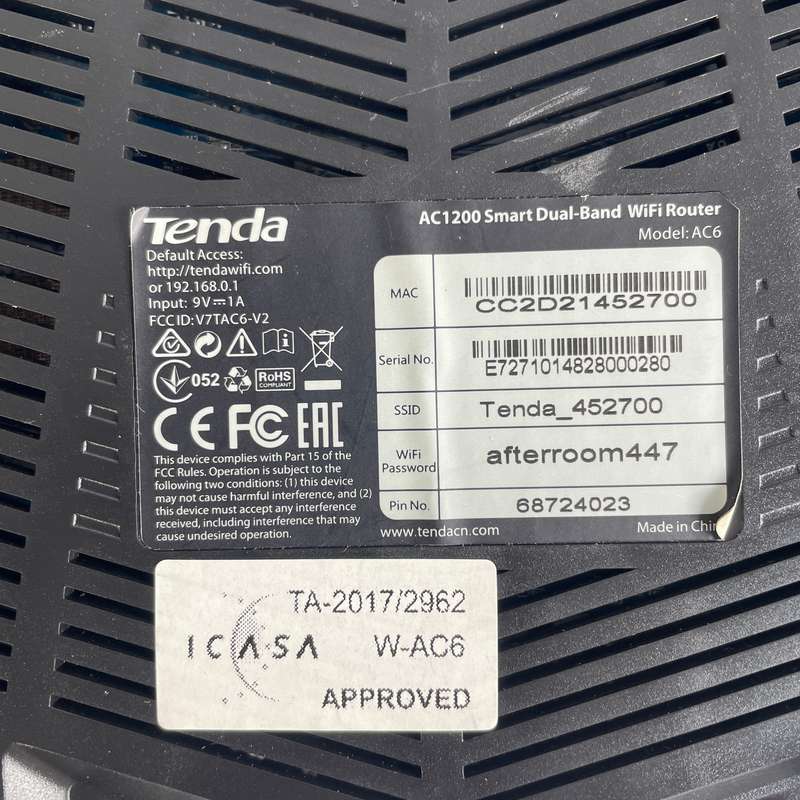 Tenda
AC1200 Smart Dual-Band WiFi Router
Model: AC6
Default Access:
http://tendawifi.com
or 192.168.0.1
Input: 9V⎓1A
FCC ID: V7TAC6-V2
052
RoHS
COMPLIANT
CE FC EAC
This device complies with Part 15 of the
FCC Rules. Operation is subject to the
following two conditions: (1) this device
may not cause harmful interference, and (2)
this device must accept any interference
received, including interference that may
cause undesired operation.
MAC
CC2D21452700
Serial No.
E7271014828000280
SSID
Tenda_452700
WiFi
Password
afterroom447
Pin No.
68724023
www.tendacn.com
Made in
TA-2017/2962
ICASA
W-AC6
APPROVED